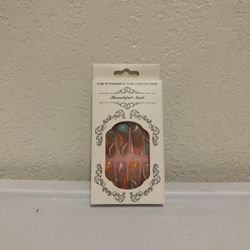 THE WONDERFUL NAIL COLLECTION
Beautiful Nail